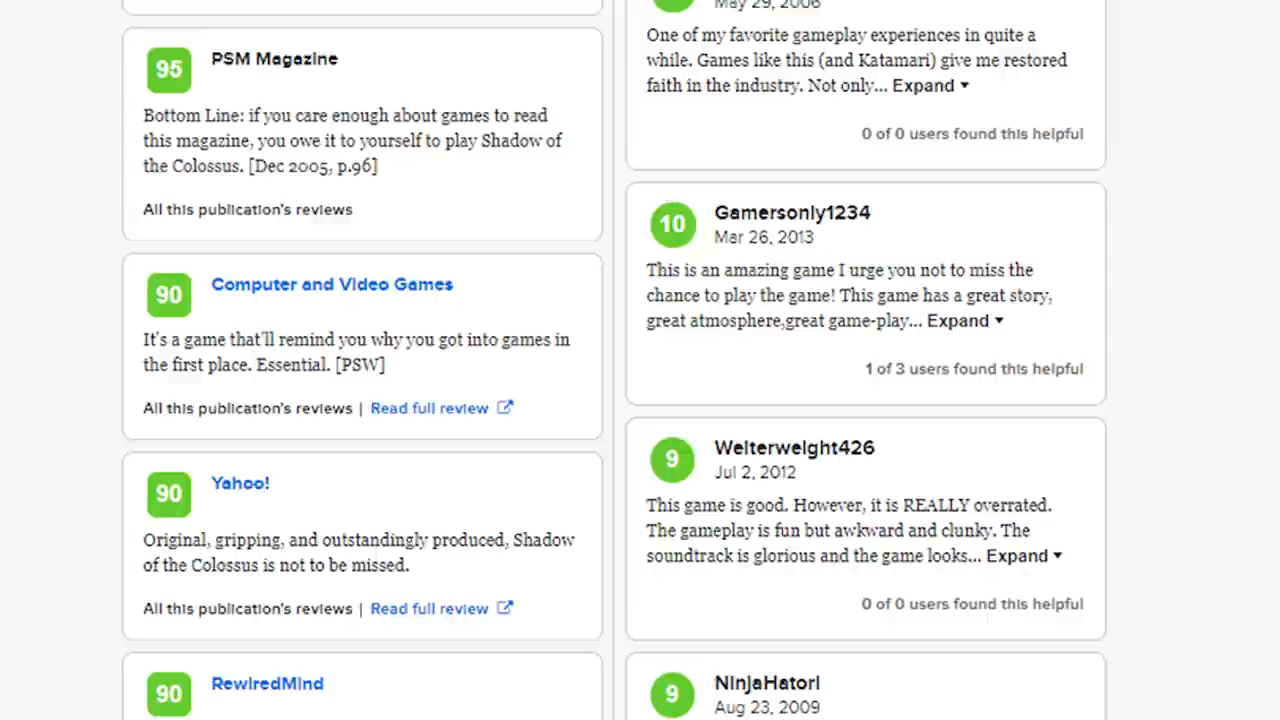 95
PSM Magazine
Bottom Line: if you care enough about games to read
this magazine, you owe it to yourself to play Shadow of
the Colossus. [Dec 2005, p.96]
All this publication's reviews
90
Computer and Video Games
It's a game that'll remind you why you got into games in
the first place. Essential. [PSW]
All this publication's reviews | Read full review
90
Yahoo!
Original, gripping, and outstandingly produced, Shadow
of the Colossus is not to be missed.
All this publication's reviews | Read full review
90
RewiredMind
May 29, 2006
One of my favorite gameplay experiences in quite a
while. Games like this (and Katamari) give me restored
faith in the industry. Not only... Expand
0 of 0 users found this helpful
10
Gamersonly1234
Mar 26, 2013
This is an amazing game I urge you not to miss the
chance to play the game! This game has a great story,
great atmosphere,great game-play... Expand
1 of 3 users found this helpful
9
Welterweight426
Jul 2, 2012
This game is good. However, it is REALLY overrated.
The gameplay is fun but awkward and clunky. The
soundtrack is glorious and the game looks... Expand
0 of 0 users found this helpful
9
NinjaHatori
Aug 23, 2009